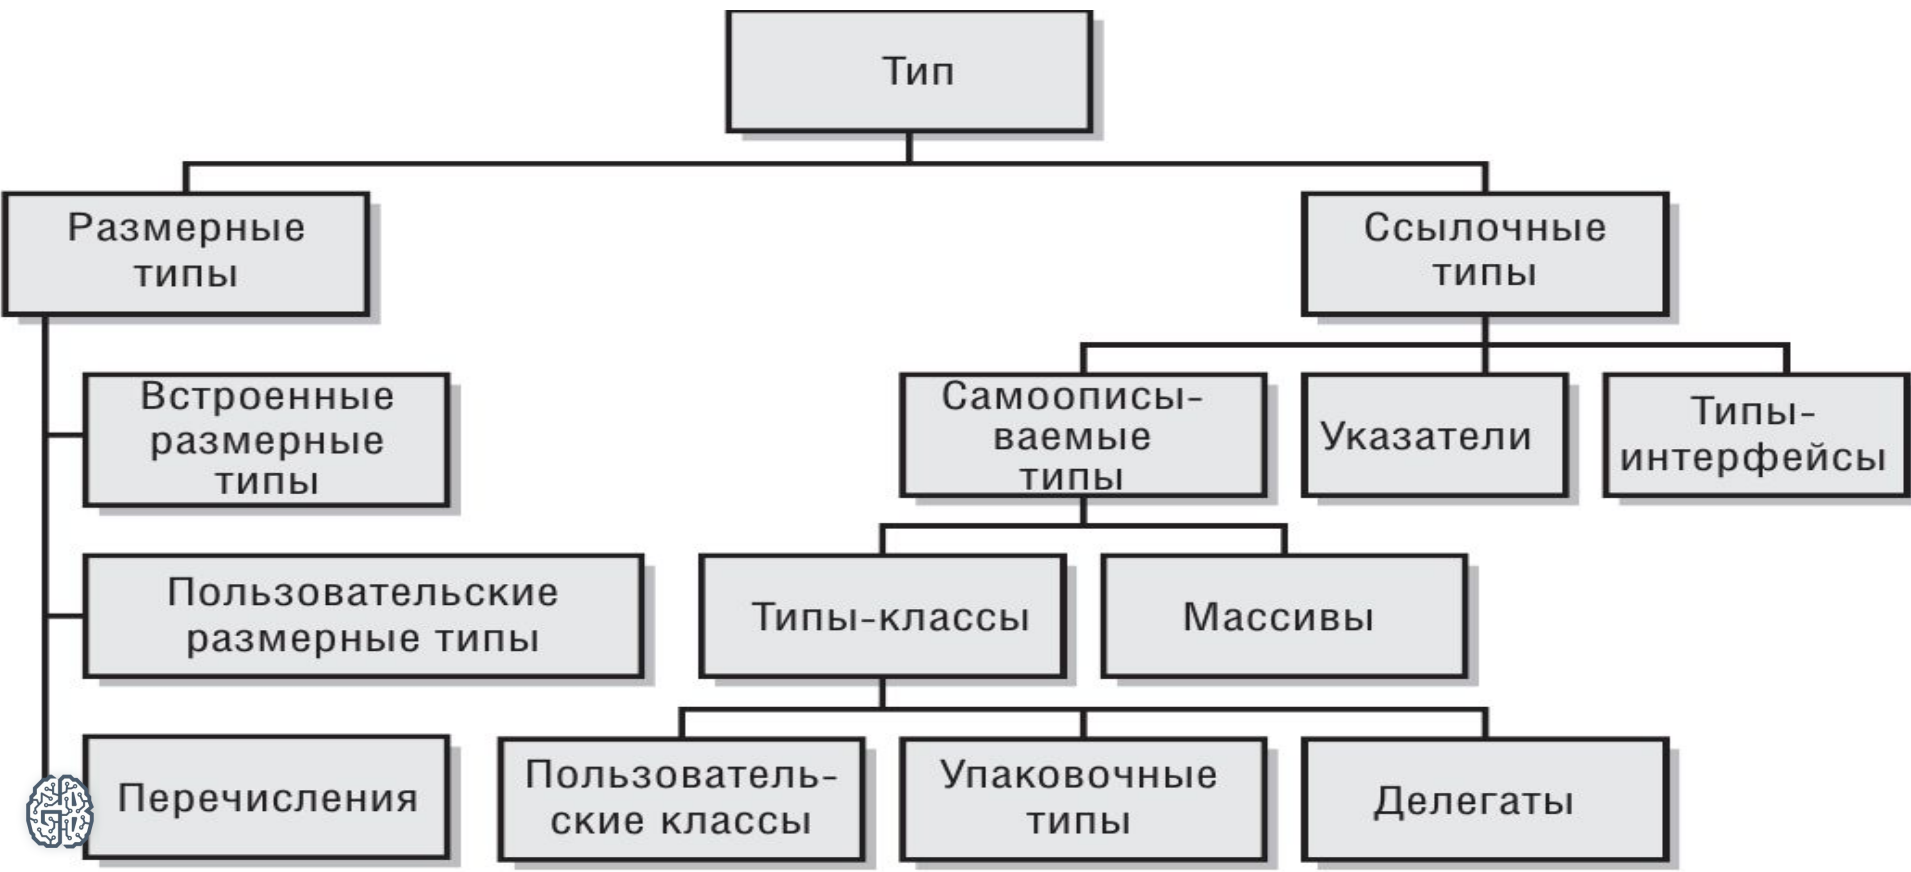 Тип
Размерные
типы
Ссылочные
типы
Встроенные
размерные
типы
Самоописы-
ваемые
типы
Указатели
Типы-
интерфейсы
Пользовательские
размерные типы
Типы-классы
Массивы
Перечисления
Пользователь-
ские классы
Упаковочные
типы
Делегаты